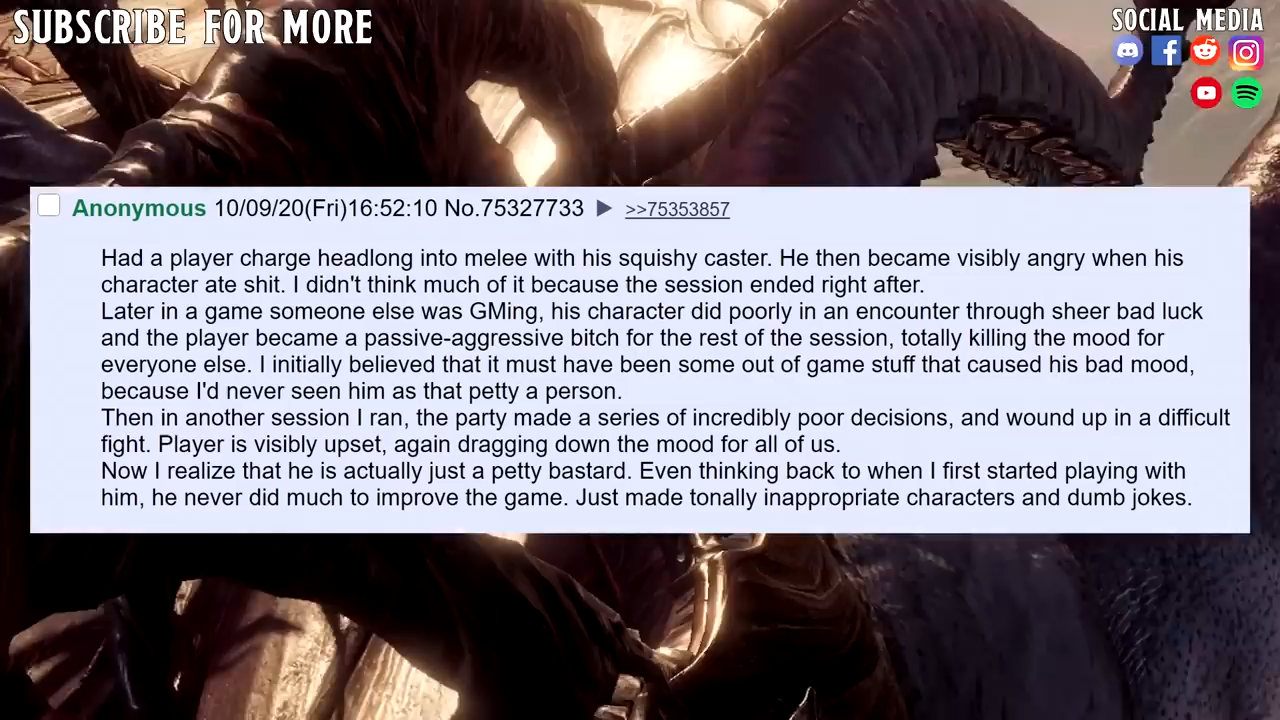 SUBSCRIBE FOR MORE
SOCIAL MEDIA
Anonymous 10/09/20(Fri)16:52:10 No.75327733 ▶ >>75353857
Had a player charge headlong into melee with his squishy caster. He then became visibly angry when his
character ate shit. I didn't think much of it because the session ended right after.
Later in a game someone else was GMing, his character did poorly in an encounter through sheer bad luck
and the player became a passive-aggressive bitch for the rest of the session, totally killing the mood for
everyone else. I initially believed that it must have been some out of game stuff that caused his bad mood,
because I'd never seen him as that petty a person.
Then in another session I ran, the party made a series of incredibly poor decisions, and wound up in a difficult
fight. Player is visibly upset, again dragging down the mood for all of us.
Now I realize that he is actually just a petty bastard. Even thinking back to when I first started playing with
him, he never did much to improve the game. Just made tonally inappropriate characters and dumb jokes.